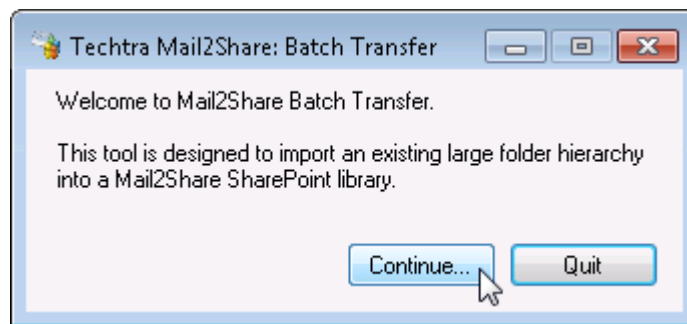 Techtra Mail2Share: Batch Transfer
Welcome to Mail2Share Batch Transfer.
This tool is designed to import an existing large folder hierarchy
into a Mail2Share SharePoint library.
Continue... Quit